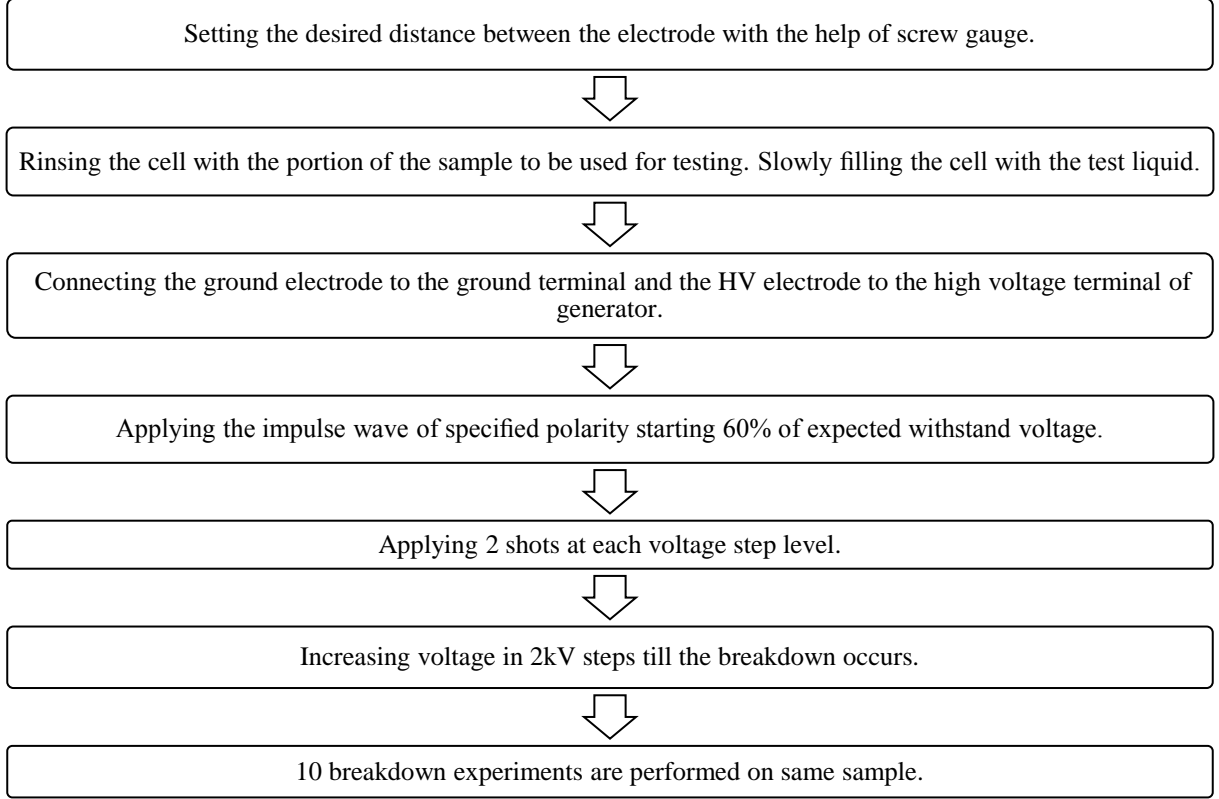 Setting the desired distance between the electrode with the help of screw gauge.
Rinsing the cell with the portion of the sample to be used for testing. Slowly filling the cell with the test liquid.
Connecting the ground electrode to the ground terminal and the HV electrode to the high voltage terminal of
generator.
Applying the impulse wave of specified polarity starting 60% of expected withstand voltage.
Applying 2 shots at each voltage step level.
Increasing voltage in 2kV steps till the breakdown occurs.
10 breakdown experiments are performed on same sample.